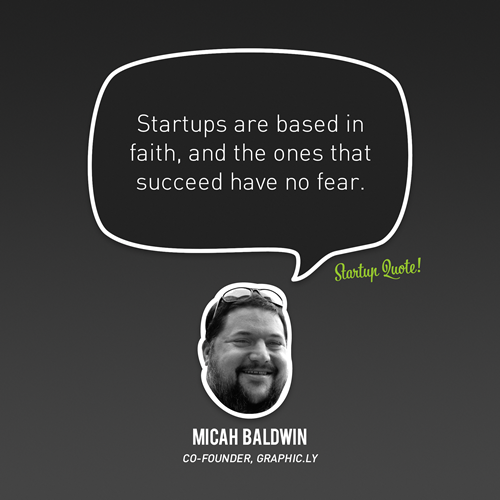 Startups are based in
faith, and the ones that
succeed have no fear.
Startup Quote!
MICAH BALDWIN
CO-FOUNDER, GRAPHIC.LY